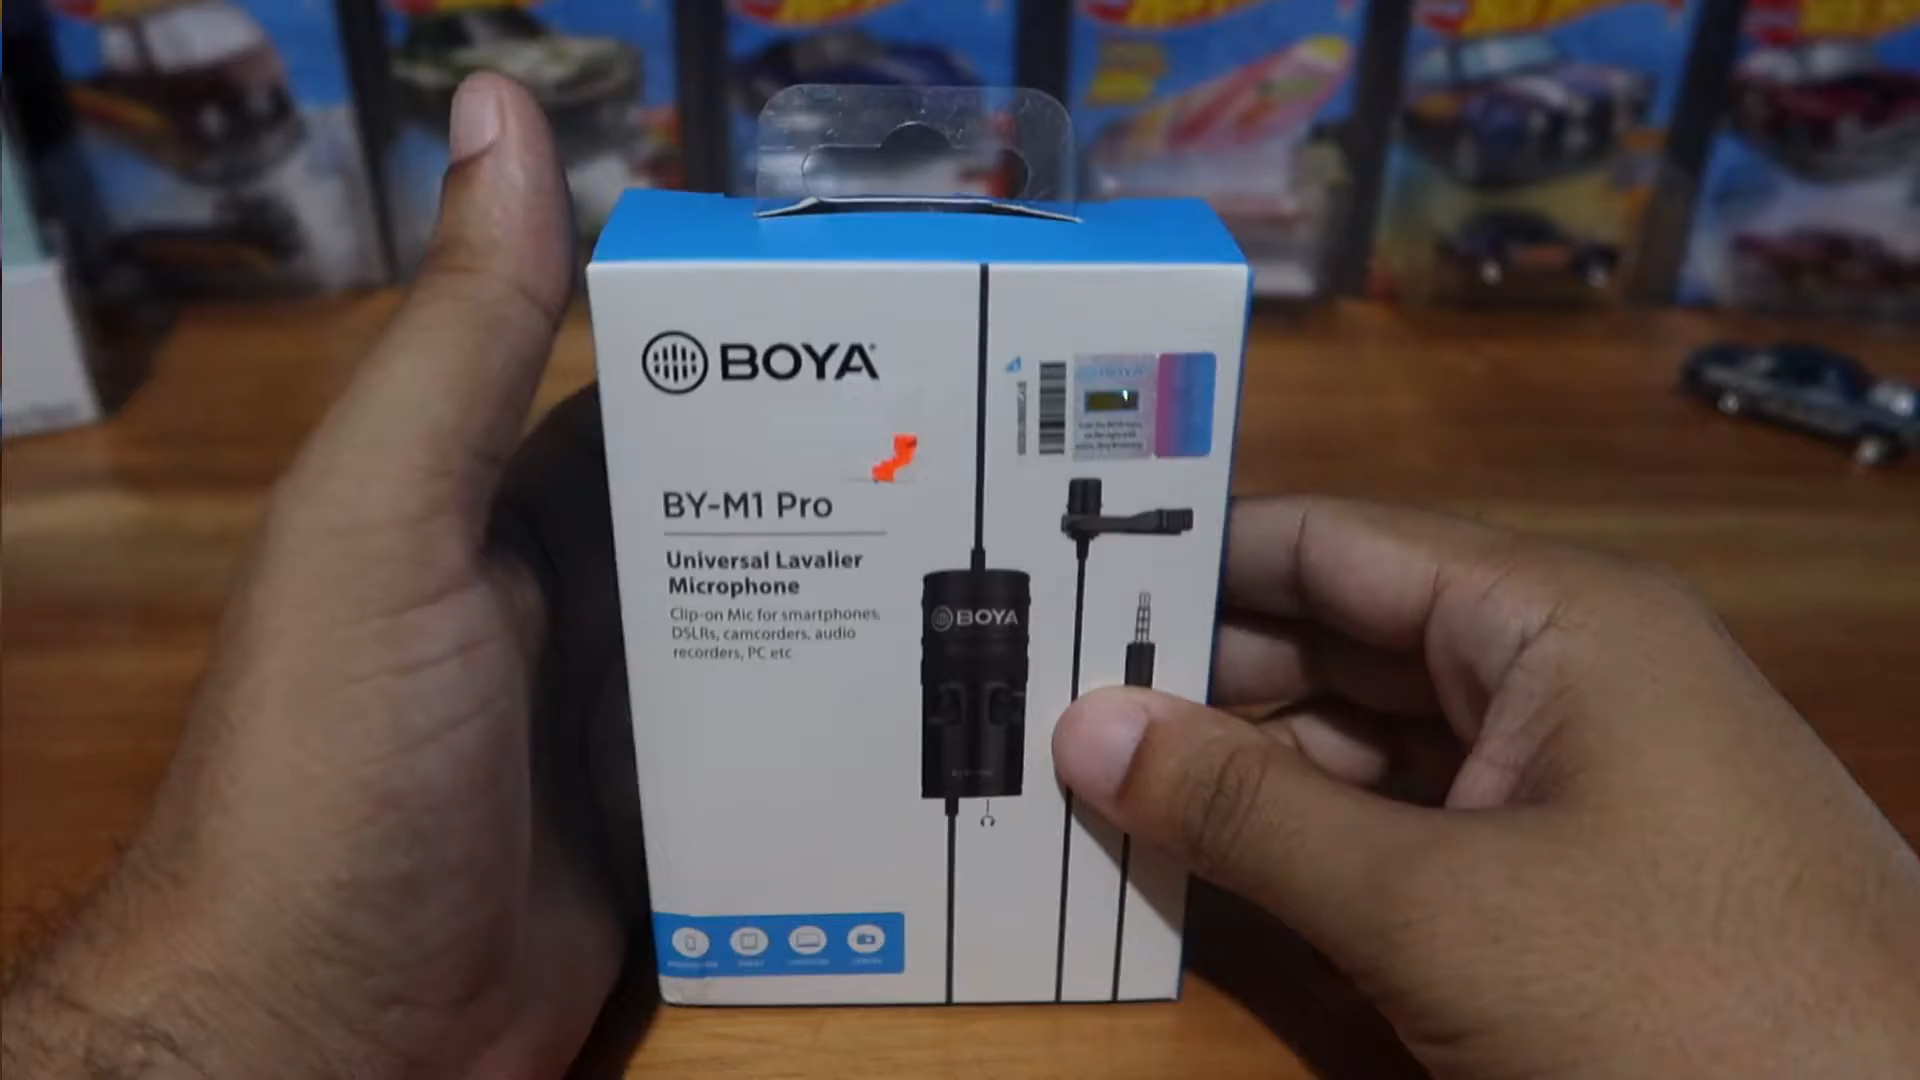 BOYA
BY-M1 Pro
Universal Lavalier
Microphone
Clip-on Mic for smartphones,
DSLRs, camcorders, audio
recorders, PC etc
BOYA